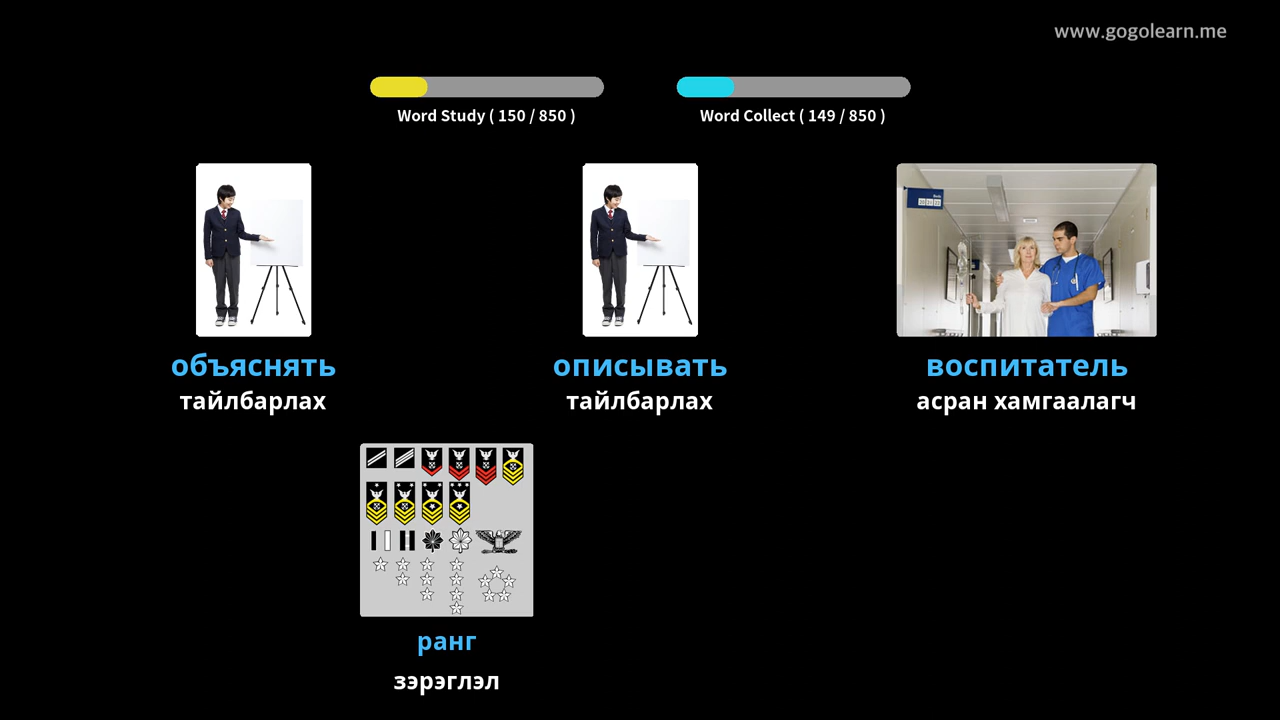 www.gogolearn.me
Word Study ( 150 / 850 )
Word Collect ( 149 / 850 )
объяснять
тайлбарлах
описывать
тайлбарлах
воспитатель
асран хамгаалагч
ранг
зэрэглэл